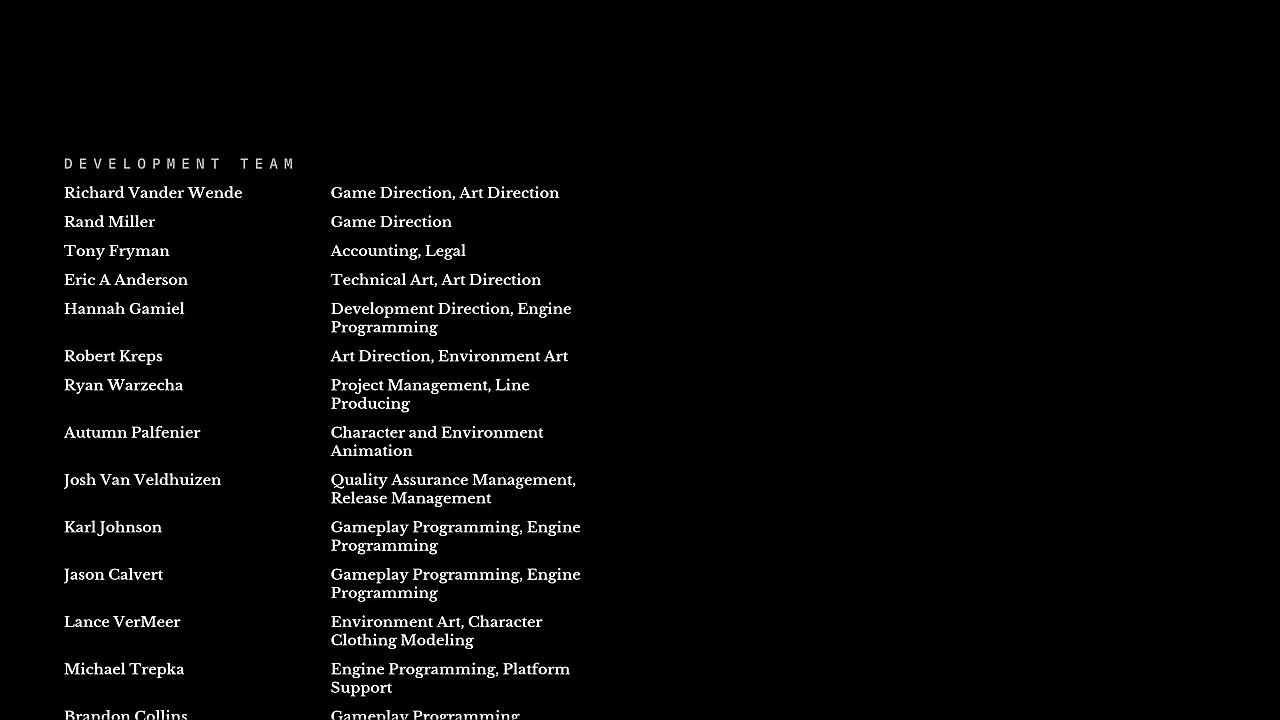 DEVELOPMENT TEAM
Richard Vander Wende Game Direction, Art Direction
Rand Miller Game Direction
Tony Fryman Accounting, Legal
Eric A Anderson Technical Art, Art Direction
Hannah Gamiel Development Direction, Engine
Programming
Robert Kreps Art Direction, Environment Art
Ryan Warzecha Project Management, Line
Producing
Autumn Palfenier Character and Environment
Animation
Josh Van Veldhuizen Quality Assurance Management,
Release Management
Karl Johnson Gameplay Programming, Engine
Programming
Jason Calvert Gameplay Programming, Engine
Programming
Lance VerMeer Environment Art, Character
Clothing Modeling
Michael Trepka Engine Programming, Platform
Support
Brandon Collins Gameplay Programming